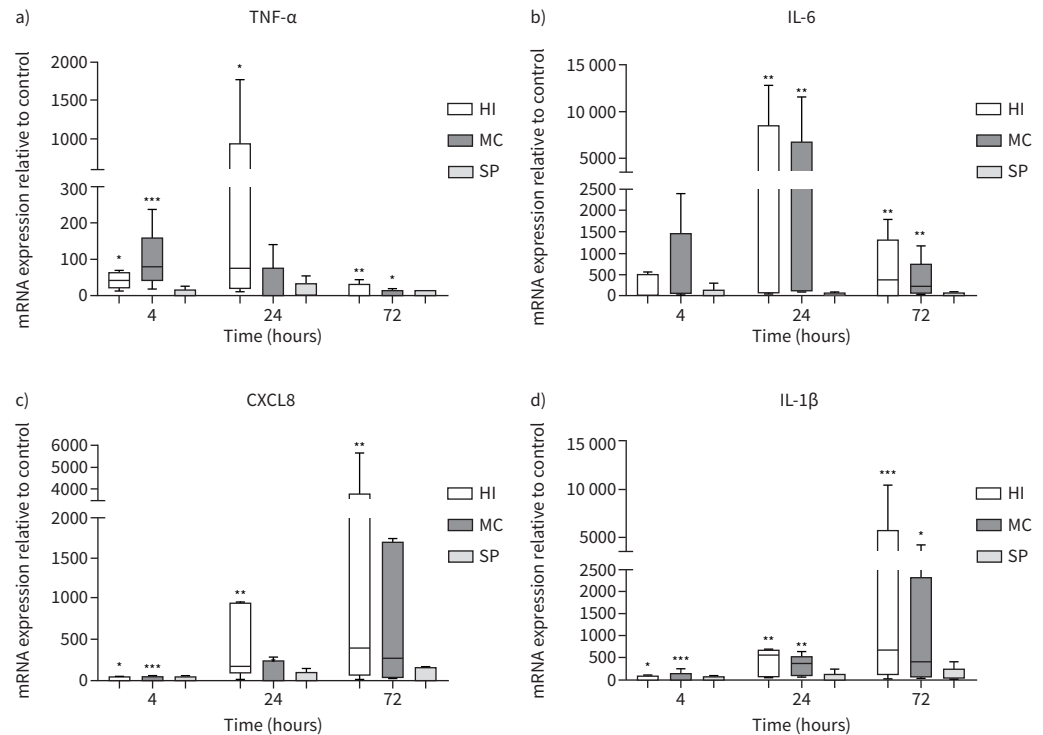 a) TNF-α
mRNA expression relative to control
2000
1500
1000
300
200
100
0
*
***
*
**
*
4 24 72
Time (hours)
HI
MC
SP
b) IL-6
mRNA expression relative to control
15 000
10 000
5000
2500
2000
1500
1000
500
0
**
**
**
**
4 24 72
Time (hours)
HI
MC
SP
c) CXCL8
mRNA expression relative to control
6000
5000
4000
2000
1500
1000
500
0
*
***
**
**
4 24 72
Time (hours)
HI
MC
SP
d) IL-1β
mRNA expression relative to control
15 000
10 000
5000
2500
2000
1500
1000
500
0
*
***
**
**
***
*
4 24 72
Time (hours)
HI
MC
SP